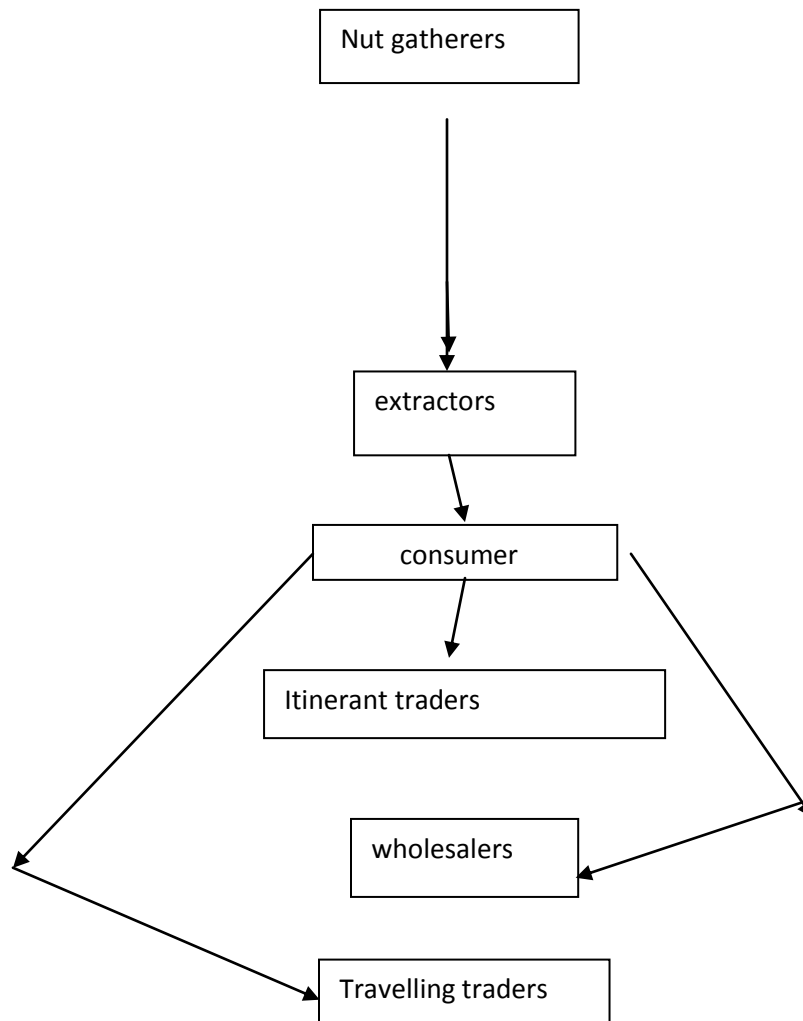 Nut gatherers
extractors
consumer
Itinerant traders
wholesalers
Travelling traders